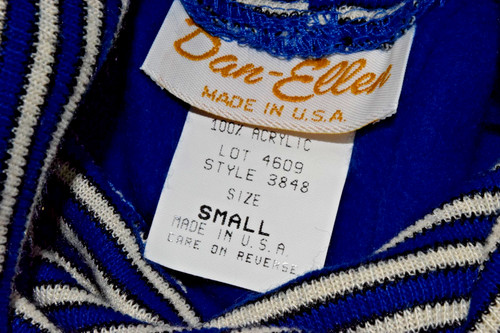 Dan-Ellen
MADE IN U.S.A.
100% ACRYLIC
LOT 4609
STYLE 3848
SIZE
SMALL
MADE IN U.S.A
CARE ON REVERSE